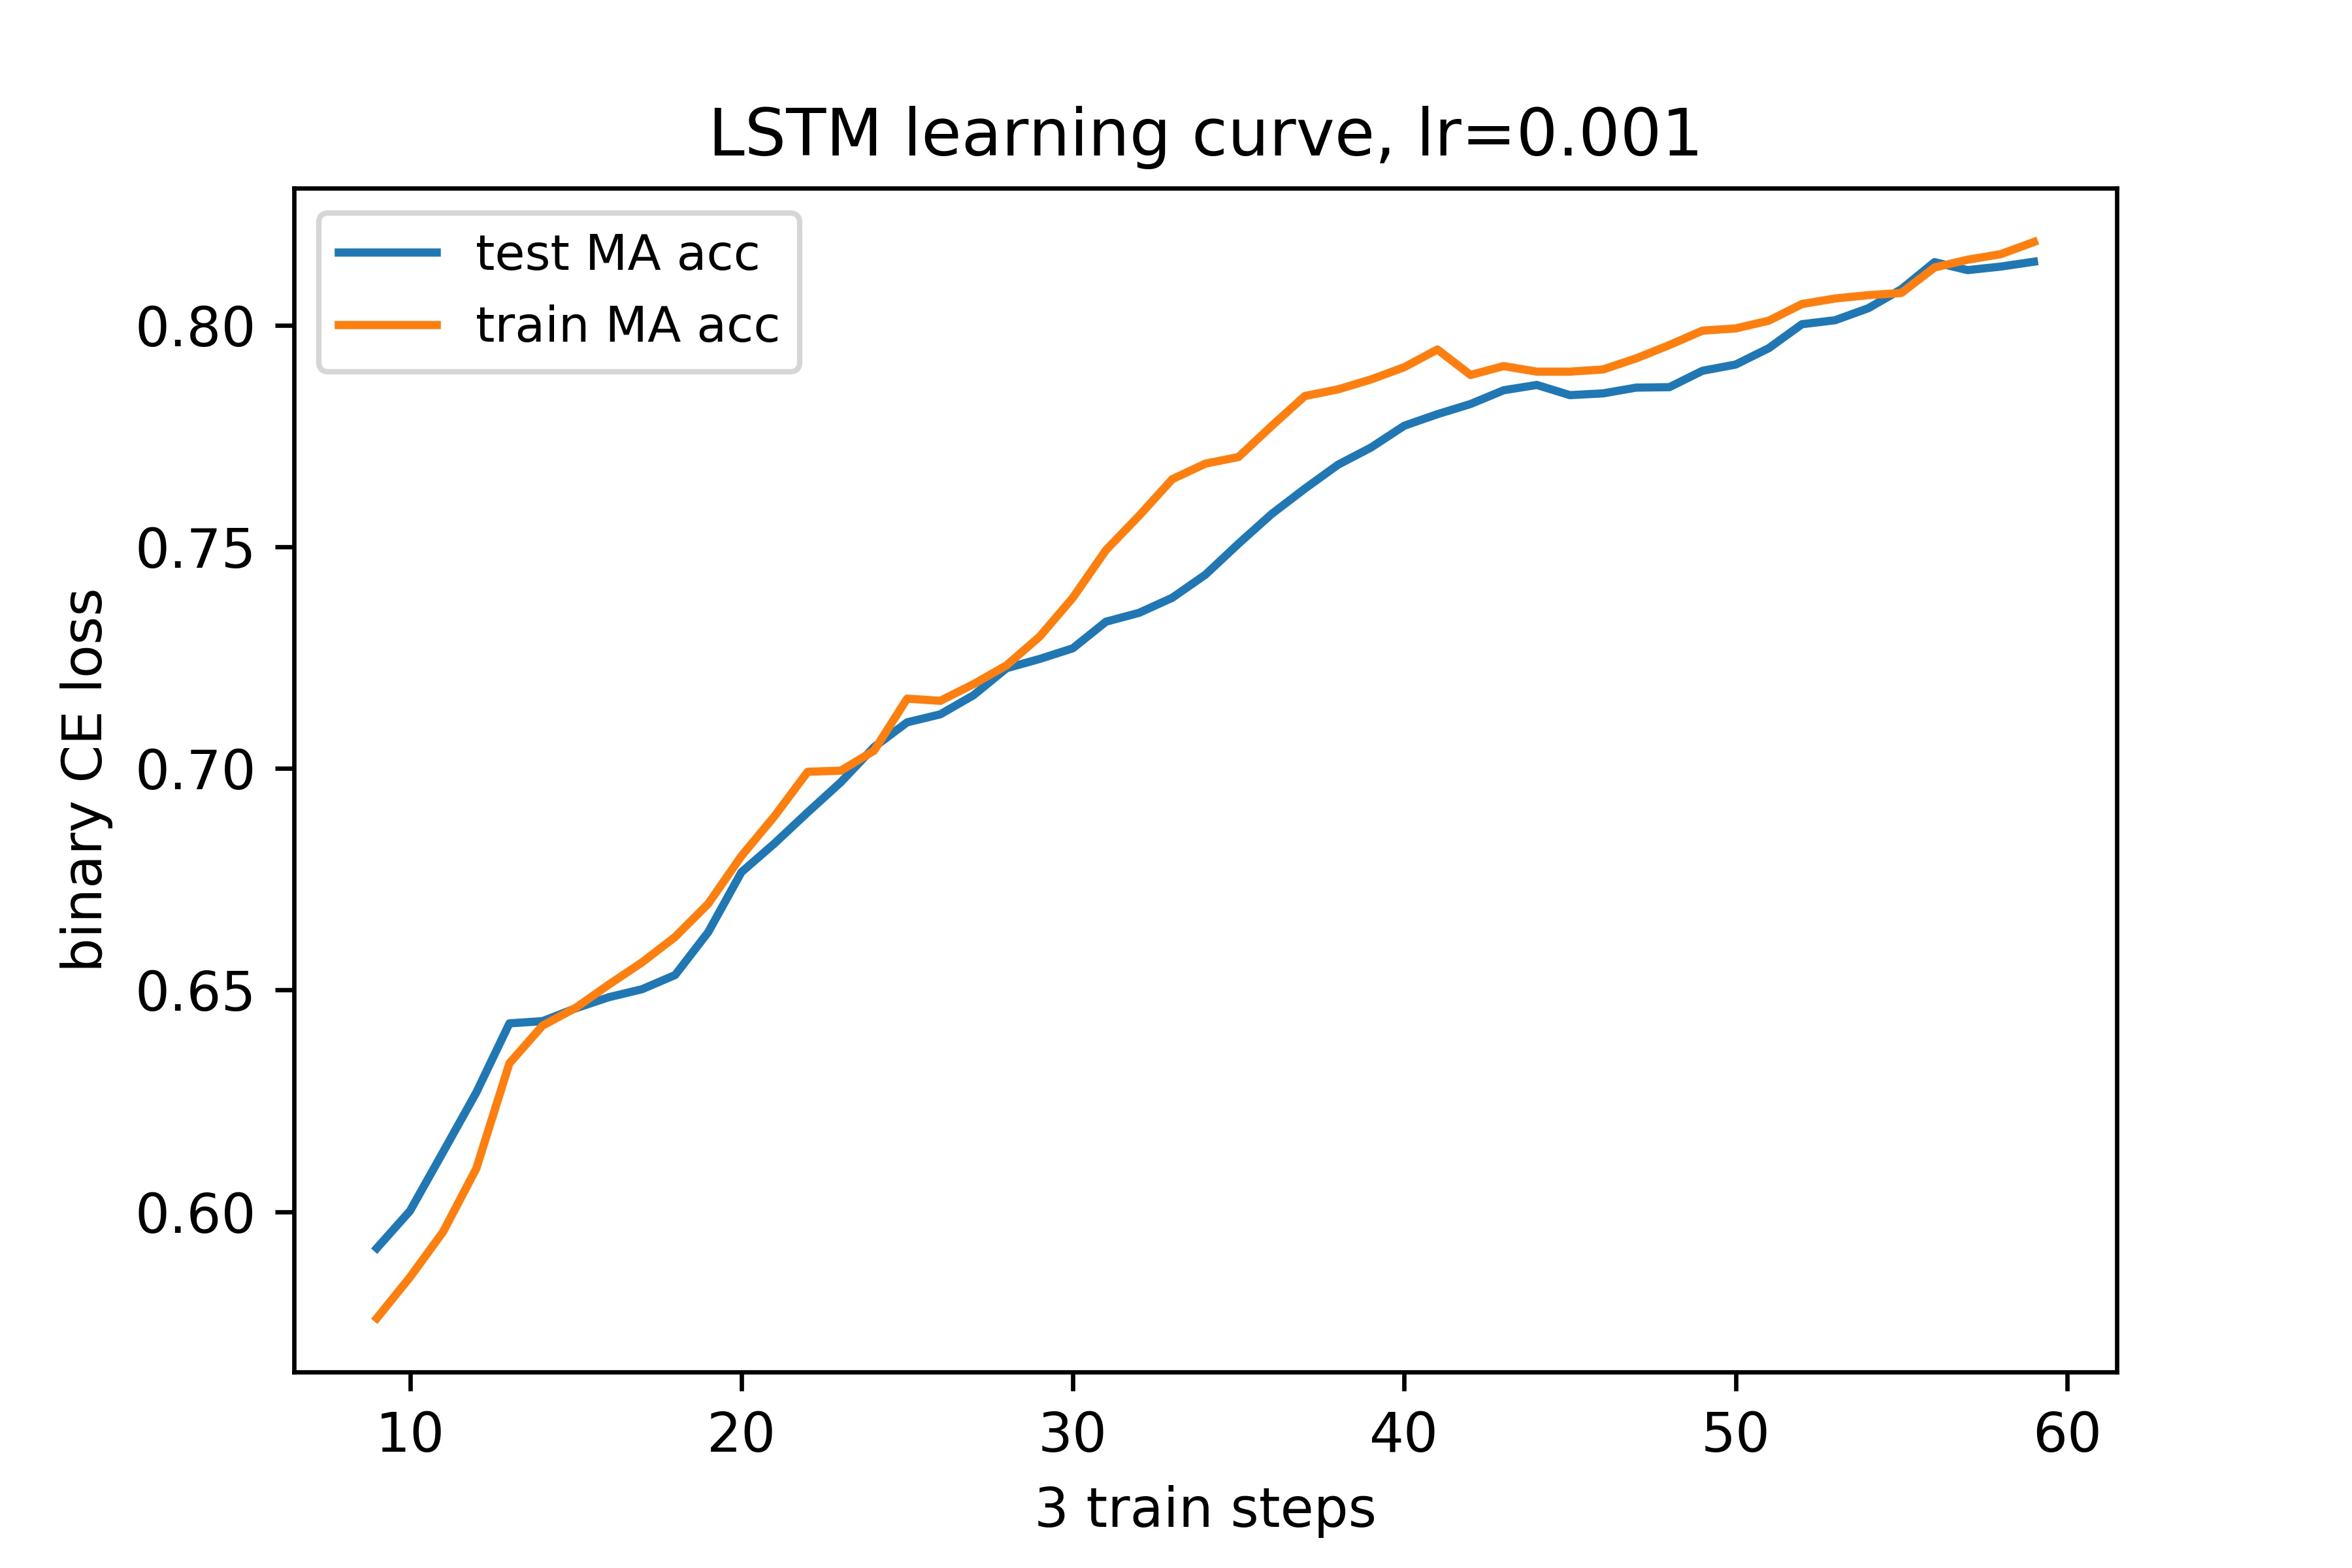 LSTM learning curve, lr=0.001
test MA acc
train MA acc
0.80
0.75
0.70
0.65
0.60
binary CE loss
10 20 30 40 50 60
3 train steps